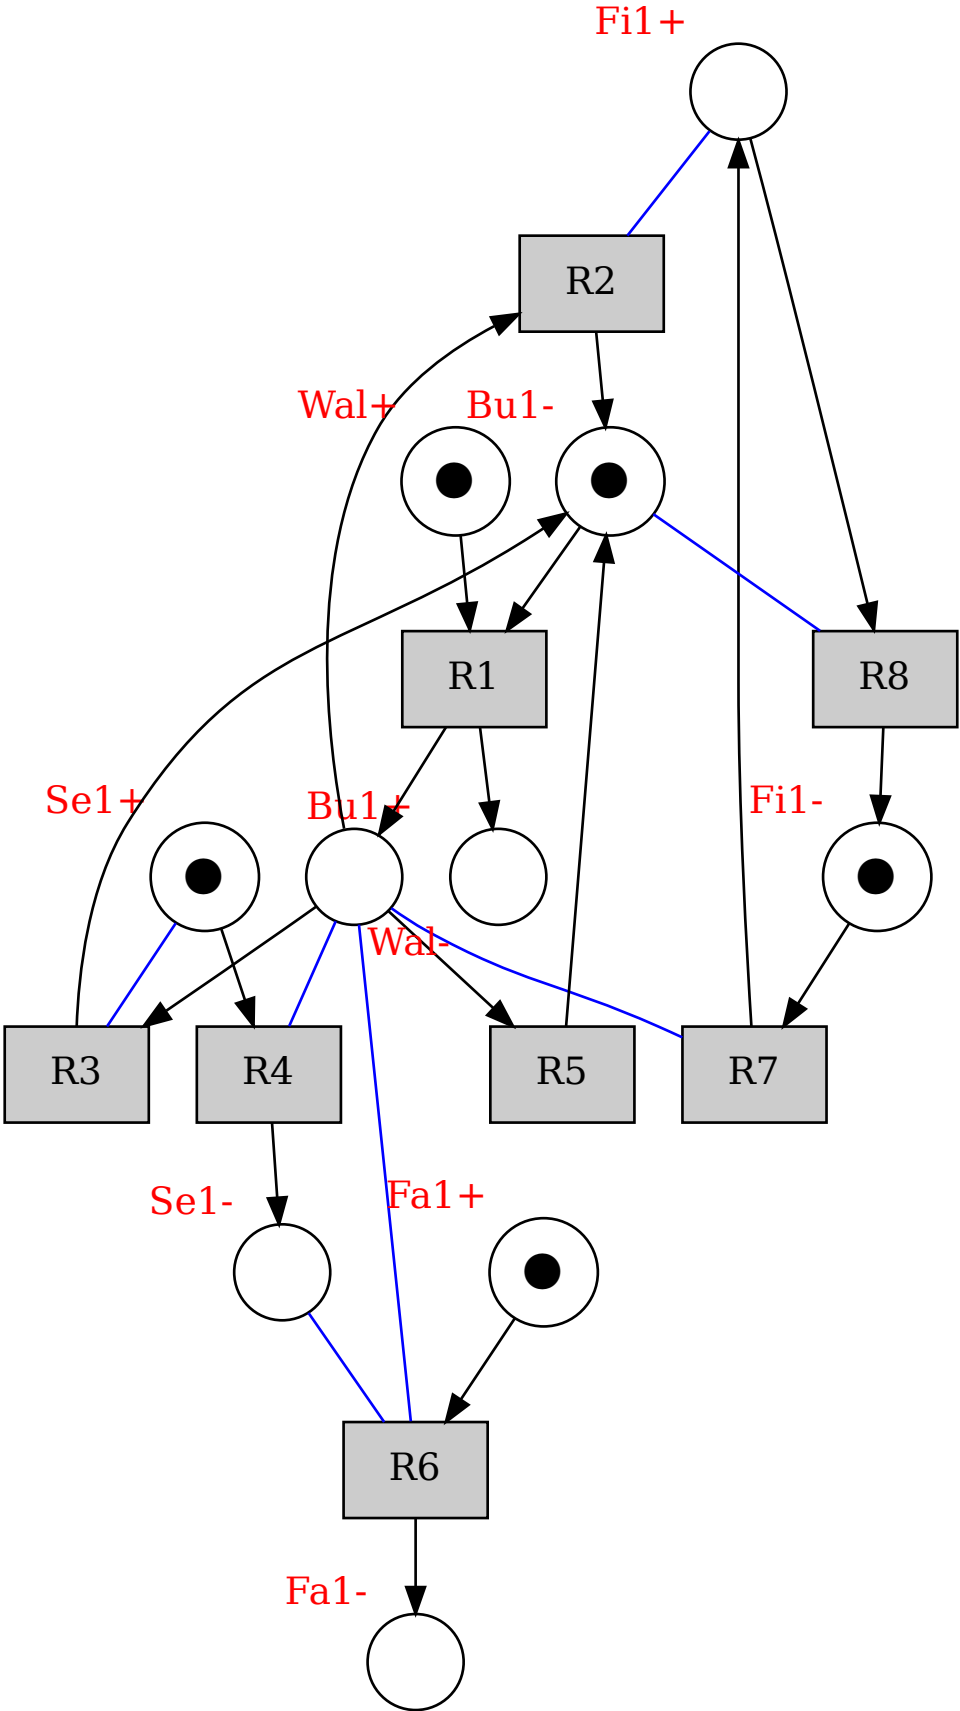 Fi1+
R2
Wal+
Bu1-
R1
R8
Se1+
Bu1+
Fi1-
Wal-
R3
R4
R5
R7
Se1-
Fa1+
R6
Fa1-